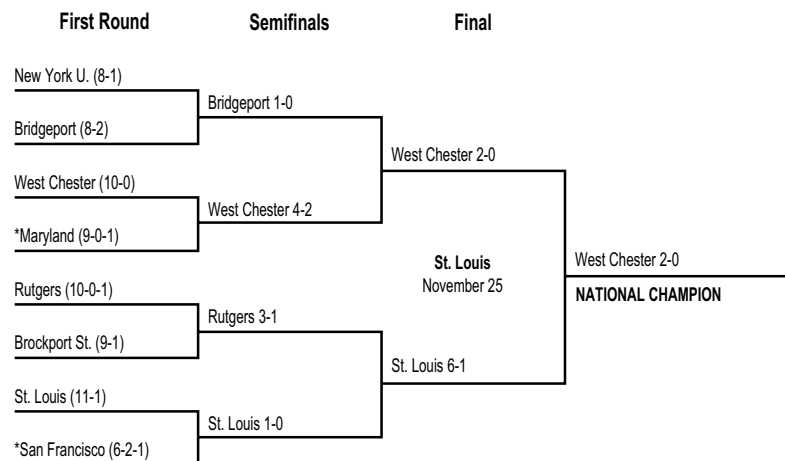 First Round
Semifinals
Final
New York U. (8-1)
Bridgeport (8-2)
West Chester (10-0)
*Maryland (9-0-1)
Rutgers (10-0-1)
Brockport St. (9-1)
St. Louis (11-1)
*San Francisco (6-2-1)
Bridgeport 1-0
West Chester 4-2
Rutgers 3-1
St. Louis 1-0
West Chester 2-0
St. Louis 6-1
St. Louis
November 25
West Chester 2-0
NATIONAL CHAMPION